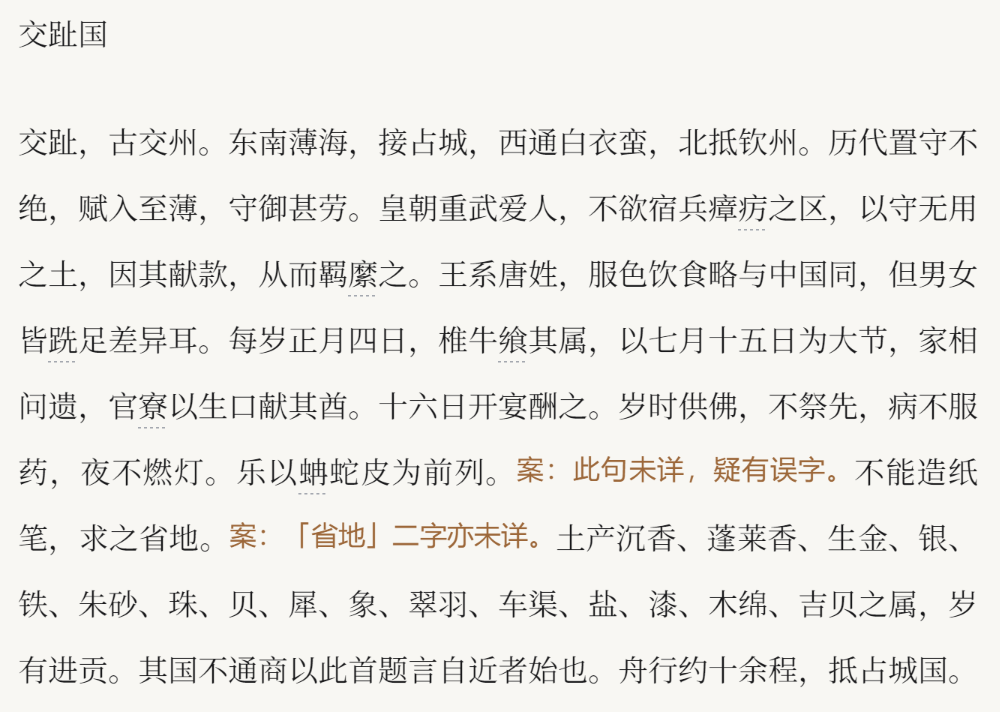 交趾国
交趾，古交州。东南薄海，接占城，西通白衣蛮，北抵钦州。历代置守不
绝，赋入至薄，守御甚劳。皇朝重武爱人，不欲宿兵瘴疠之区，以守无用
之土，因其献款，从而羁縻之。王系唐姓，服色饮食略与中国同，但男女
皆跣足差异耳。每岁正月四日，椎牛飨其属，以七月十五日为大节，家相
问遗，官寮以生口献其酋。十六日开宴酬之。岁时供佛，不祭先，病不服
药，夜不燃灯。乐以蚺蛇皮为前列。案：此句未详，疑有误字。不能造纸
笔，求之省地。案：「省地」二字亦未详。土产沉香、蓬莱香、生金、银、
铁、朱砂、珠、贝、犀、象、翠羽、车渠、盐、漆、木绵、吉贝之属，岁
有进贡。其国不通商以此首题言自近者始也。舟行约十余程，抵占城国。